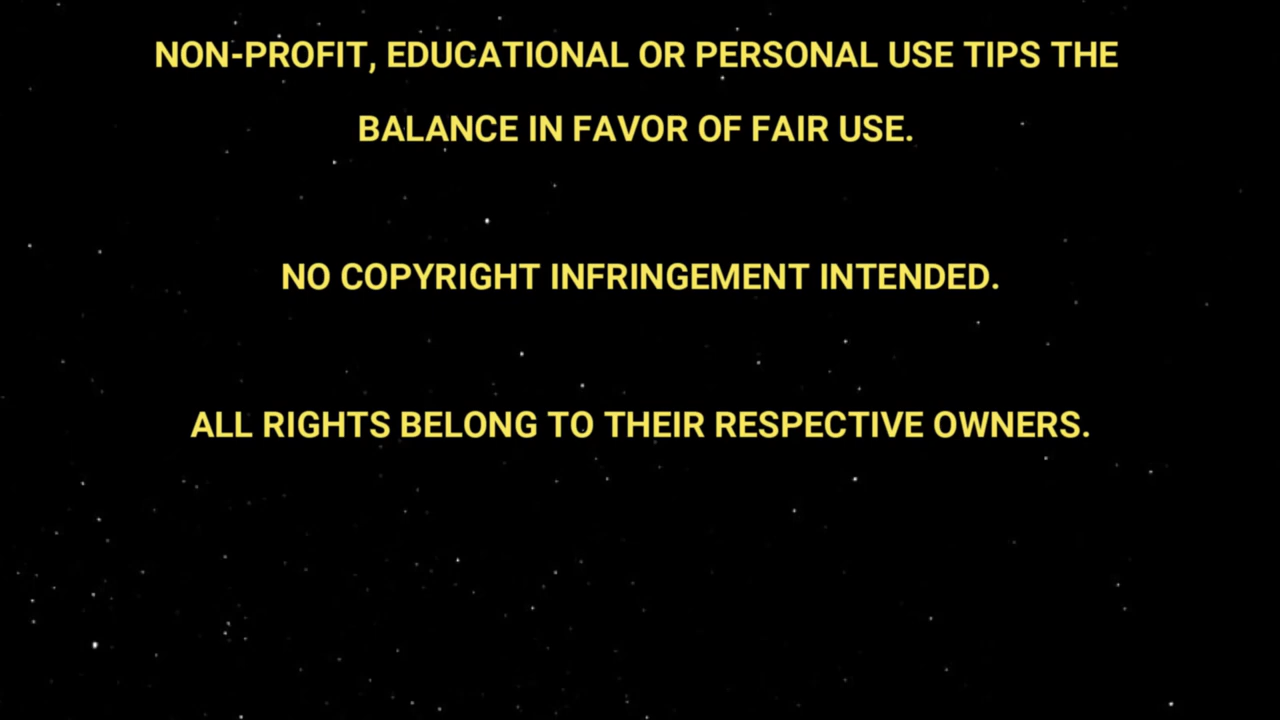 NON-PROFIT, EDUCATIONAL OR PERSONAL USE TIPS THE
BALANCE IN FAVOR OF FAIR USE.
NO COPYRIGHT INFRINGEMENT INTENDED.
ALL RIGHTS BELONG TO THEIR RESPECTIVE OWNERS.